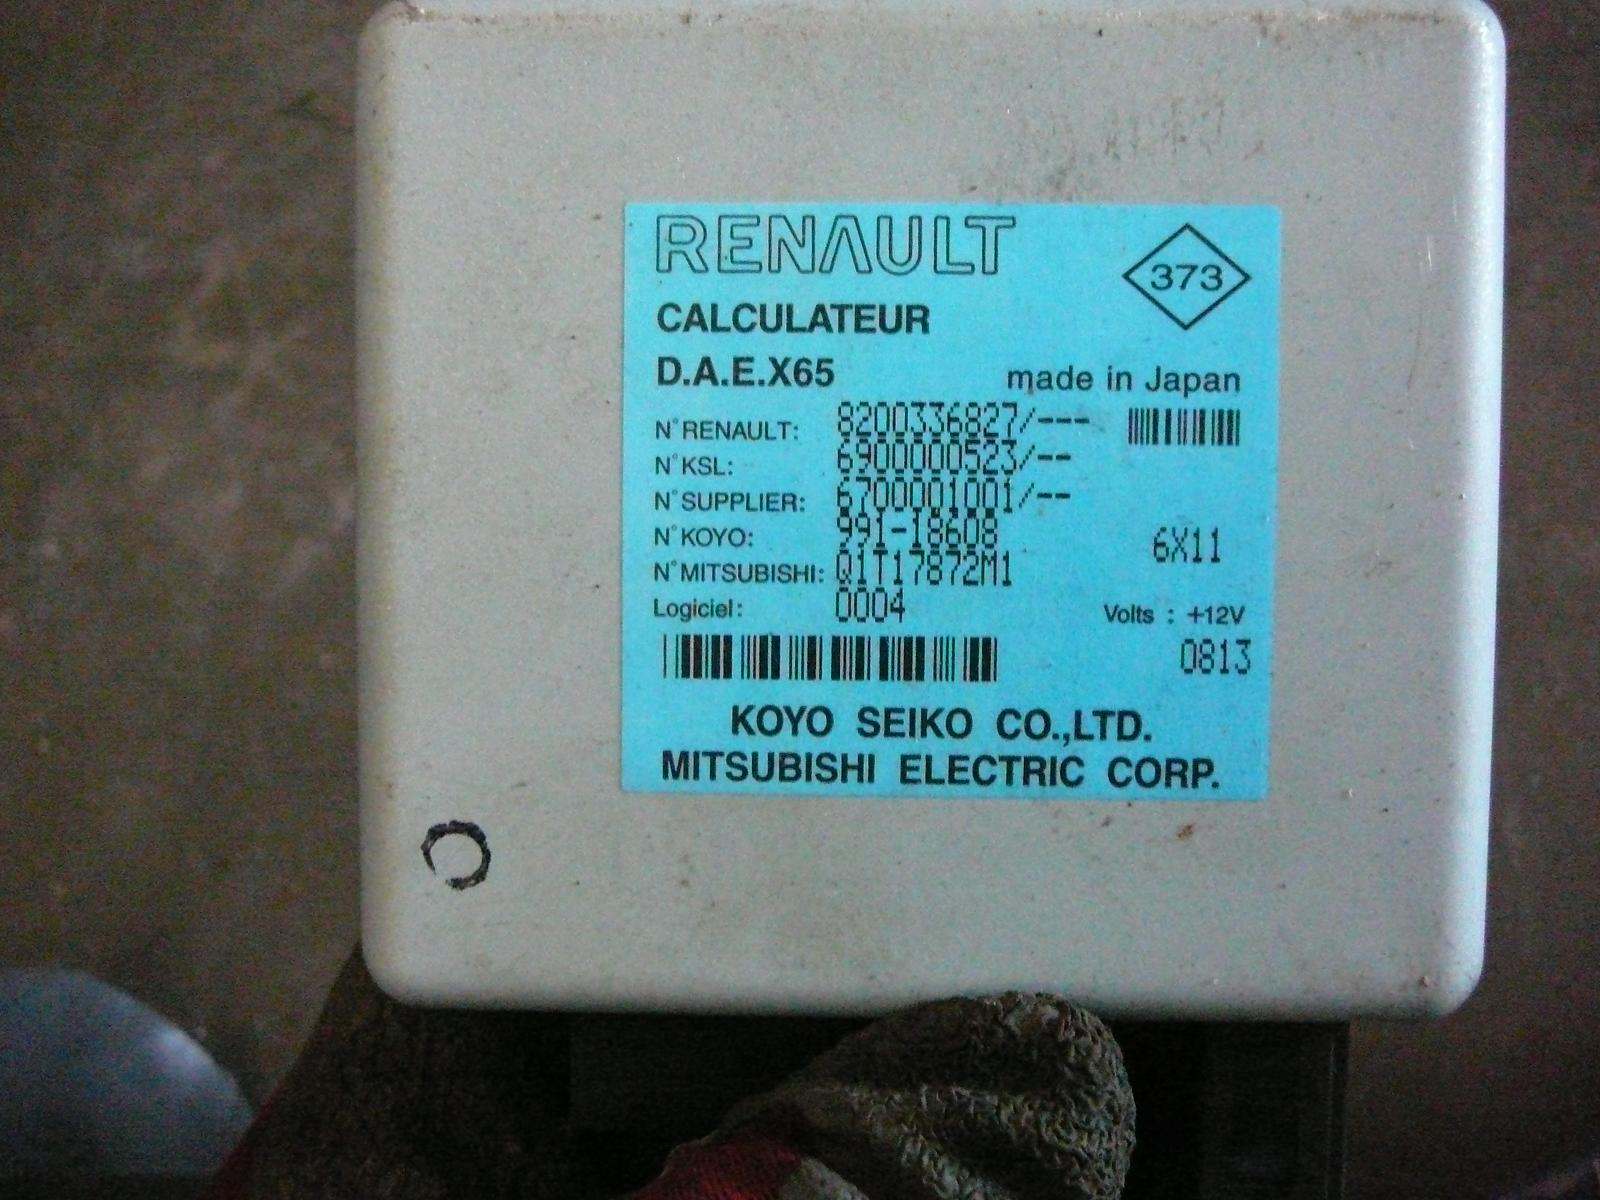 RENAULT
373
CALCULATEUR
D.A.E.X65
made in Japan
N°RENAULT: 8200336827/---
N°KSL: 6900000523/--
N°SUPPLIER: 6700001001/--
N°KOYO: 991-18608
6X11
N°MITSUBISHI: Q1T17872M1
Logiciel: 0004
Volts : +12V
0813
KOYO SEIKO CO.,LTD.
MITSUBISHI ELECTRIC CORP.